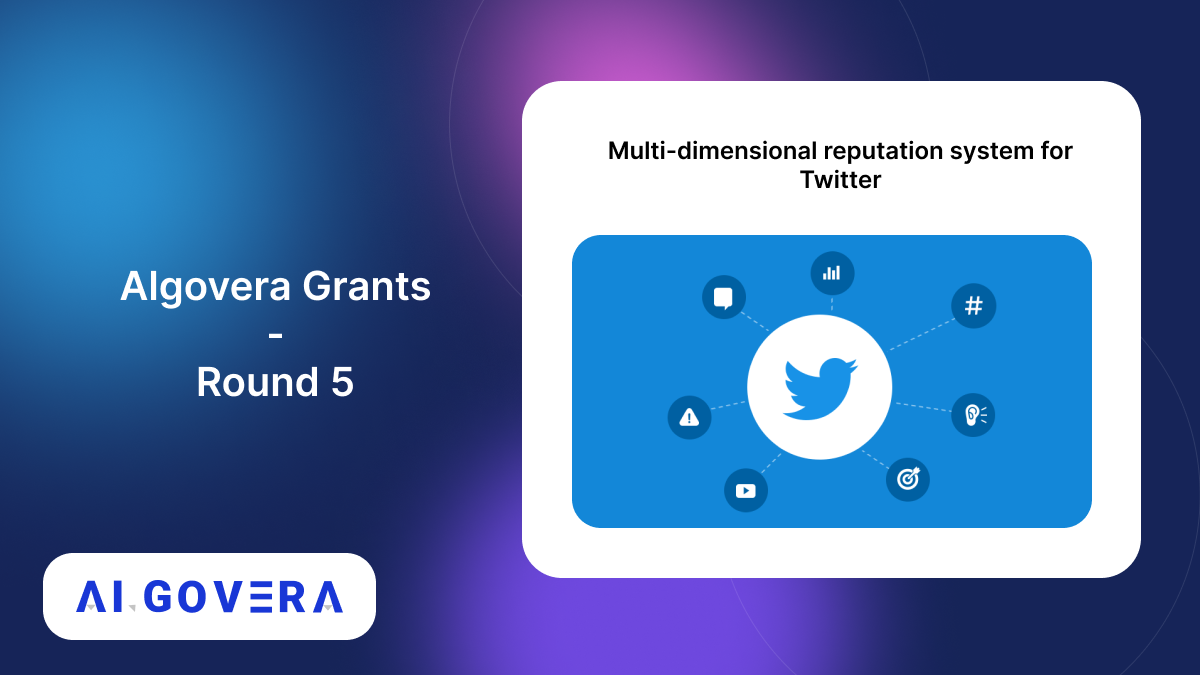 Algovera Grants
-
Round 5
Multi-dimensional reputation system for
Twitter
#
ALGOVERA